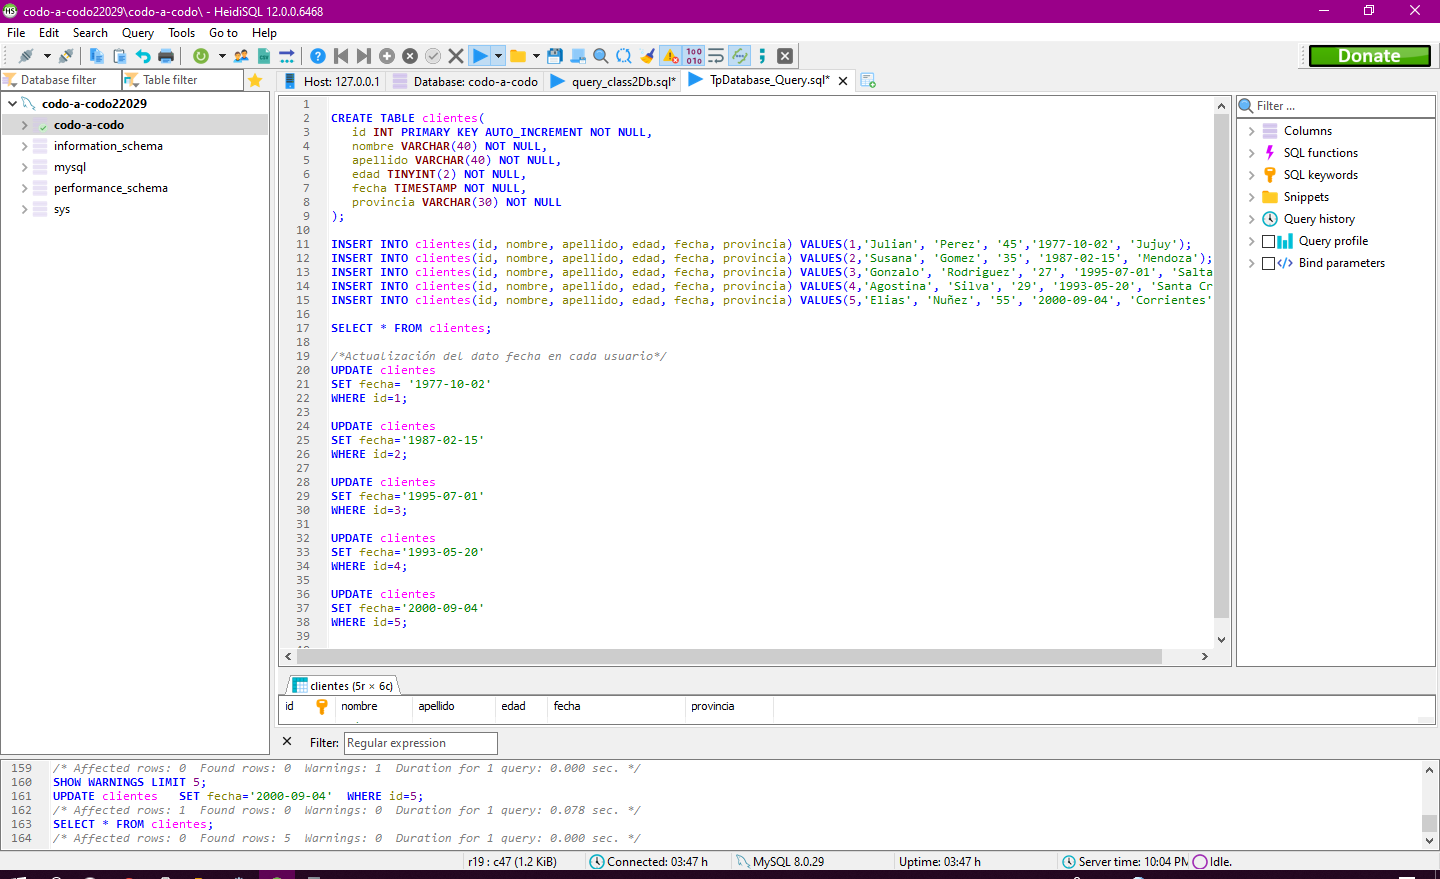 codo-a-codo22029\codo-a-codo\ - HeidiSQL 12.0.0.6468
File Edit Search Query Tools Go to Help
Donate
Database filter Table filter
Host: 127.0.0.1 Database: codo-a-codo query_class2Db.sql* TpDatabase_Query.sql*
codo-a-codo22029
codo-a-codo
information_schema
mysql
performance_schema
sys
1
2 CREATE TABLE clientes(
3 id INT PRIMARY KEY AUTO_INCREMENT NOT NULL,
4 nombre VARCHAR(40) NOT NULL,
5 apellido VARCHAR(40) NOT NULL,
6 edad TINYINT(2) NOT NULL,
7 fecha TIMESTAMP NOT NULL,
8 provincia VARCHAR(30) NOT NULL
9 );
10
11 INSERT INTO clientes(id, nombre, apellido, edad, fecha, provincia) VALUES(1,'Julian', 'Perez', '45','1977-10-02', 'Jujuy');
12 INSERT INTO clientes(id, nombre, apellido, edad, fecha, provincia) VALUES(2,'Susana', 'Gomez', '35', '1987-02-15', 'Mendoza');
13 INSERT INTO clientes(id, nombre, apellido, edad, fecha, provincia) VALUES(3,'Gonzalo', 'Rodriguez', '27', '1995-07-01', 'Salta
14 INSERT INTO clientes(id, nombre, apellido, edad, fecha, provincia) VALUES(4,'Agostina', 'Silva', '29', '1993-05-20', 'Santa Cr
15 INSERT INTO clientes(id, nombre, apellido, edad, fecha, provincia) VALUES(5,'Elias', 'Nuñez', '55', '2000-09-04', 'Corrientes'
16
17 SELECT * FROM clientes;
18
19 /*Actualización del dato fecha en cada usuario*/
20 UPDATE clientes
21 SET fecha= '1977-10-02'
22 WHERE id=1;
23
24 UPDATE clientes
25 SET fecha='1987-02-15'
26 WHERE id=2;
27
28 UPDATE clientes
29 SET fecha='1995-07-01'
30 WHERE id=3;
31
32 UPDATE clientes
33 SET fecha='1993-05-20'
34 WHERE id=4;
35
36 UPDATE clientes
37 SET fecha='2000-09-04'
38 WHERE id=5;
39
Filter ...
Columns
SQL functions
SQL keywords
Snippets
Query history
Query profile
Bind parameters
clientes (5r × 6c)
id nombre apellido edad fecha provincia
Filter: Regular expression
159 /* Affected rows: 0 Found rows: 0 Warnings: 1 Duration for 1 query: 0.000 sec. */
160 SHOW WARNINGS LIMIT 5;
161 UPDATE clientes SET fecha='2000-09-04' WHERE id=5;
162 /* Affected rows: 1 Found rows: 0 Warnings: 0 Duration for 1 query: 0.078 sec. */
163 SELECT * FROM clientes;
164 /* Affected rows: 0 Found rows: 5 Warnings: 0 Duration for 1 query: 0.000 sec. */
r19 : c47 (1.2 KiB) Connected: 03:47 h MySQL 8.0.29 Uptime: 03:47 h Server time: 10:04 PM Idle.